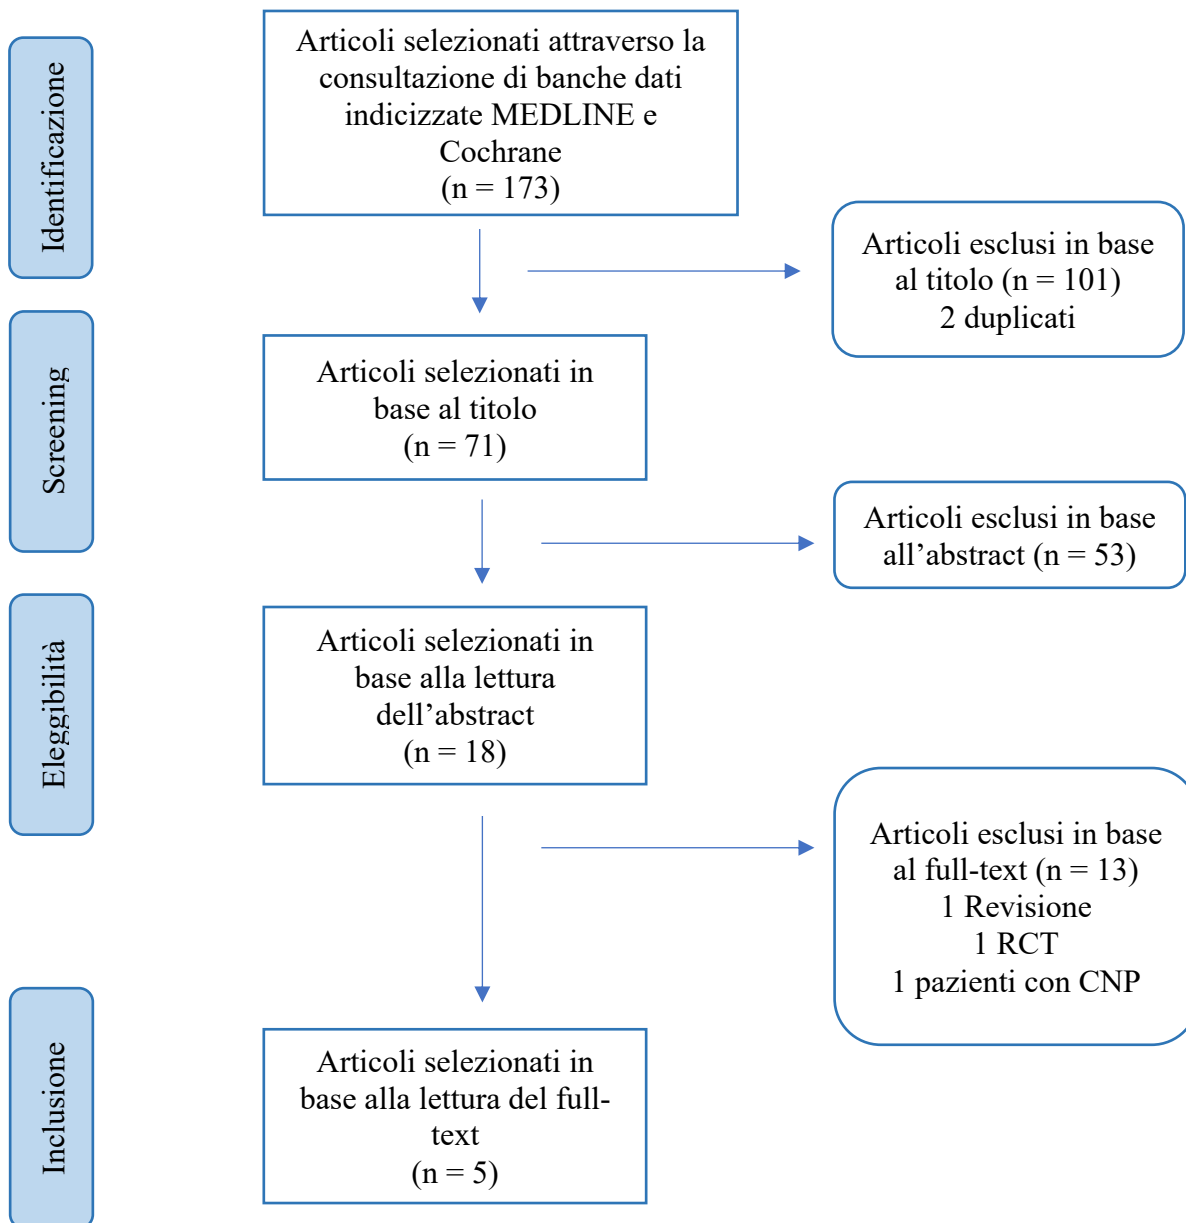 Identificazione
Articoli selezionati attraverso la
consultazione di banche dati
indicizzate MEDLINE e
Cochrane
(n = 173)
Articoli esclusi in base
al titolo (n = 101)
2 duplicati
Screening
Articoli selezionati in
base al titolo
(n = 71)
Articoli esclusi in base
all’abstract (n = 53)
Eleggibilità
Articoli selezionati in
base alla lettura
dell’abstract
(n = 18)
Articoli esclusi in base
al full-text (n = 13)
1 Revisione
1 RCT
1 pazienti con CNP
Inclusione
Articoli selezionati in
base alla lettura del full-
text
(n = 5)